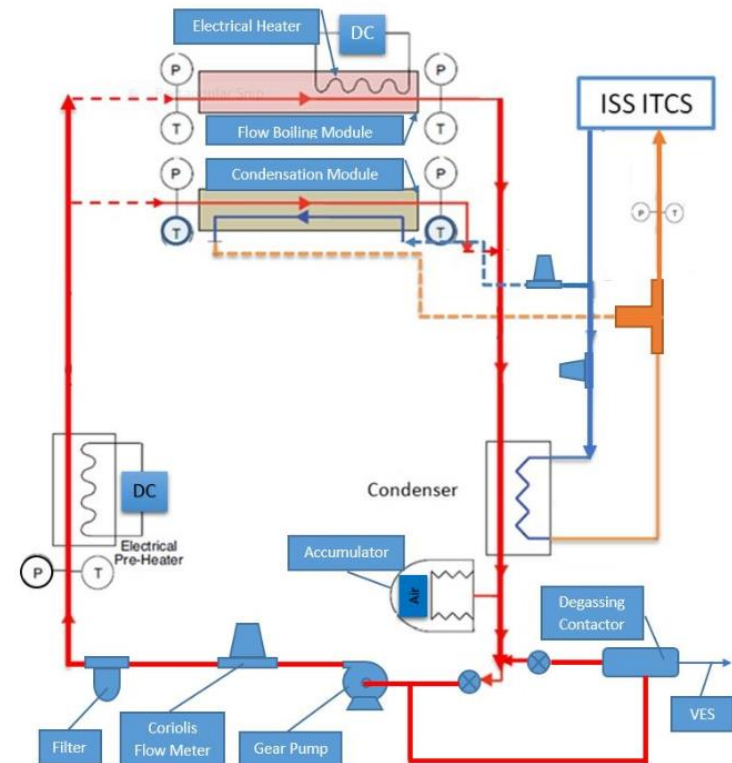 Electrical Heater
DC
P
P
ISS ITCS
T
Flow Boiling Module
T
P
Condensation Module
P
T
T
P
T
DC
Condenser
Electrical
Pre-Heater
P
T
Accumulator
Air
Degassing
Contactor
VES
Filter
Coriolis
Flow Meter
Gear Pump